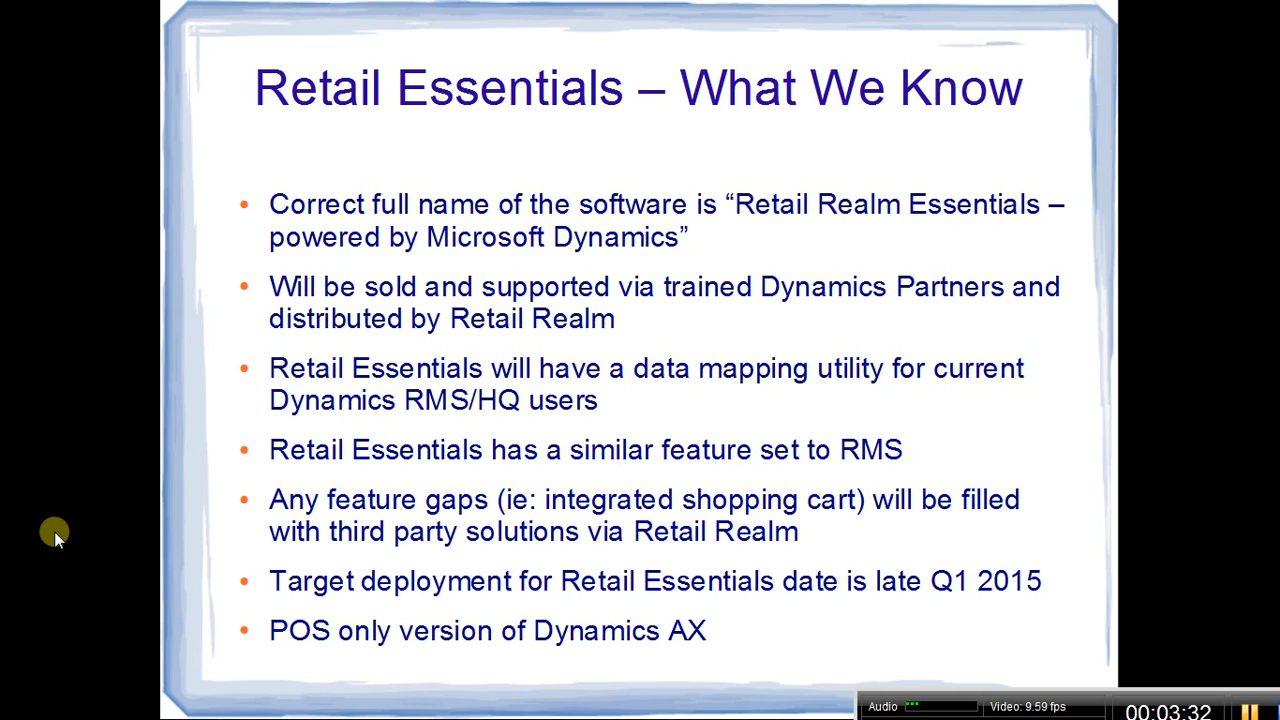 Retail Essentials – What We Know
• Correct full name of the software is “Retail Realm Essentials –
powered by Microsoft Dynamics”
• Will be sold and supported via trained Dynamics Partners and
distributed by Retail Realm
• Retail Essentials will have a data mapping utility for current
Dynamics RMS/HQ users
• Retail Essentials has a similar feature set to RMS
• Any feature gaps (ie: integrated shopping cart) will be filled
with third party solutions via Retail Realm
• Target deployment for Retail Essentials date is late Q1 2015
• POS only version of Dynamics AX
Audio Video: 9.59 fps 00:03:32